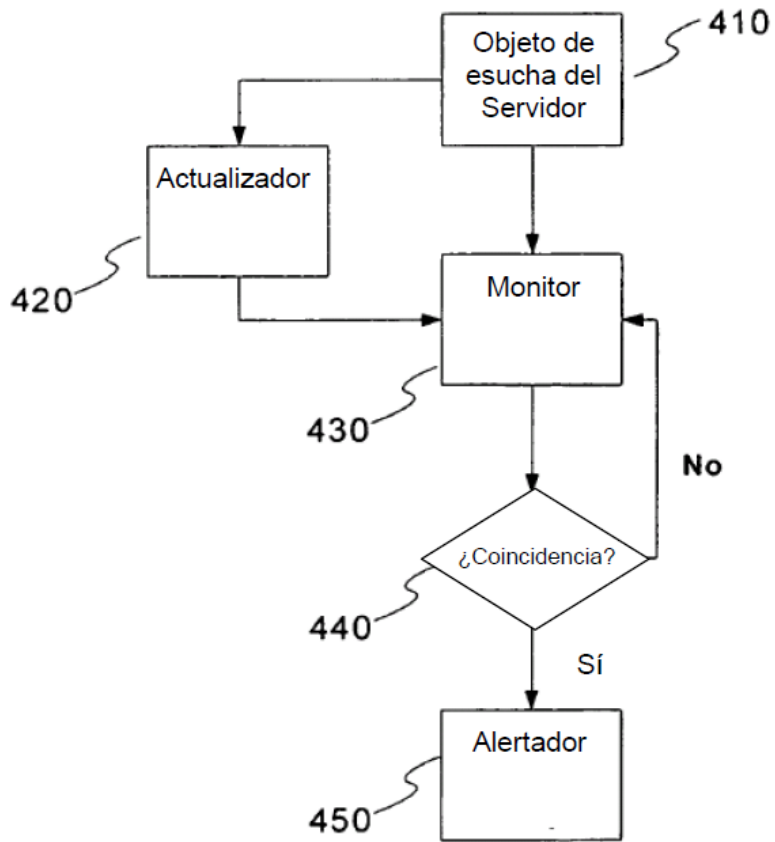 Objeto de
esucha del
Servidor
410
Actualizador
420
Monitor
430
No
¿Coincidencia?
440
Sí
Alertador
450